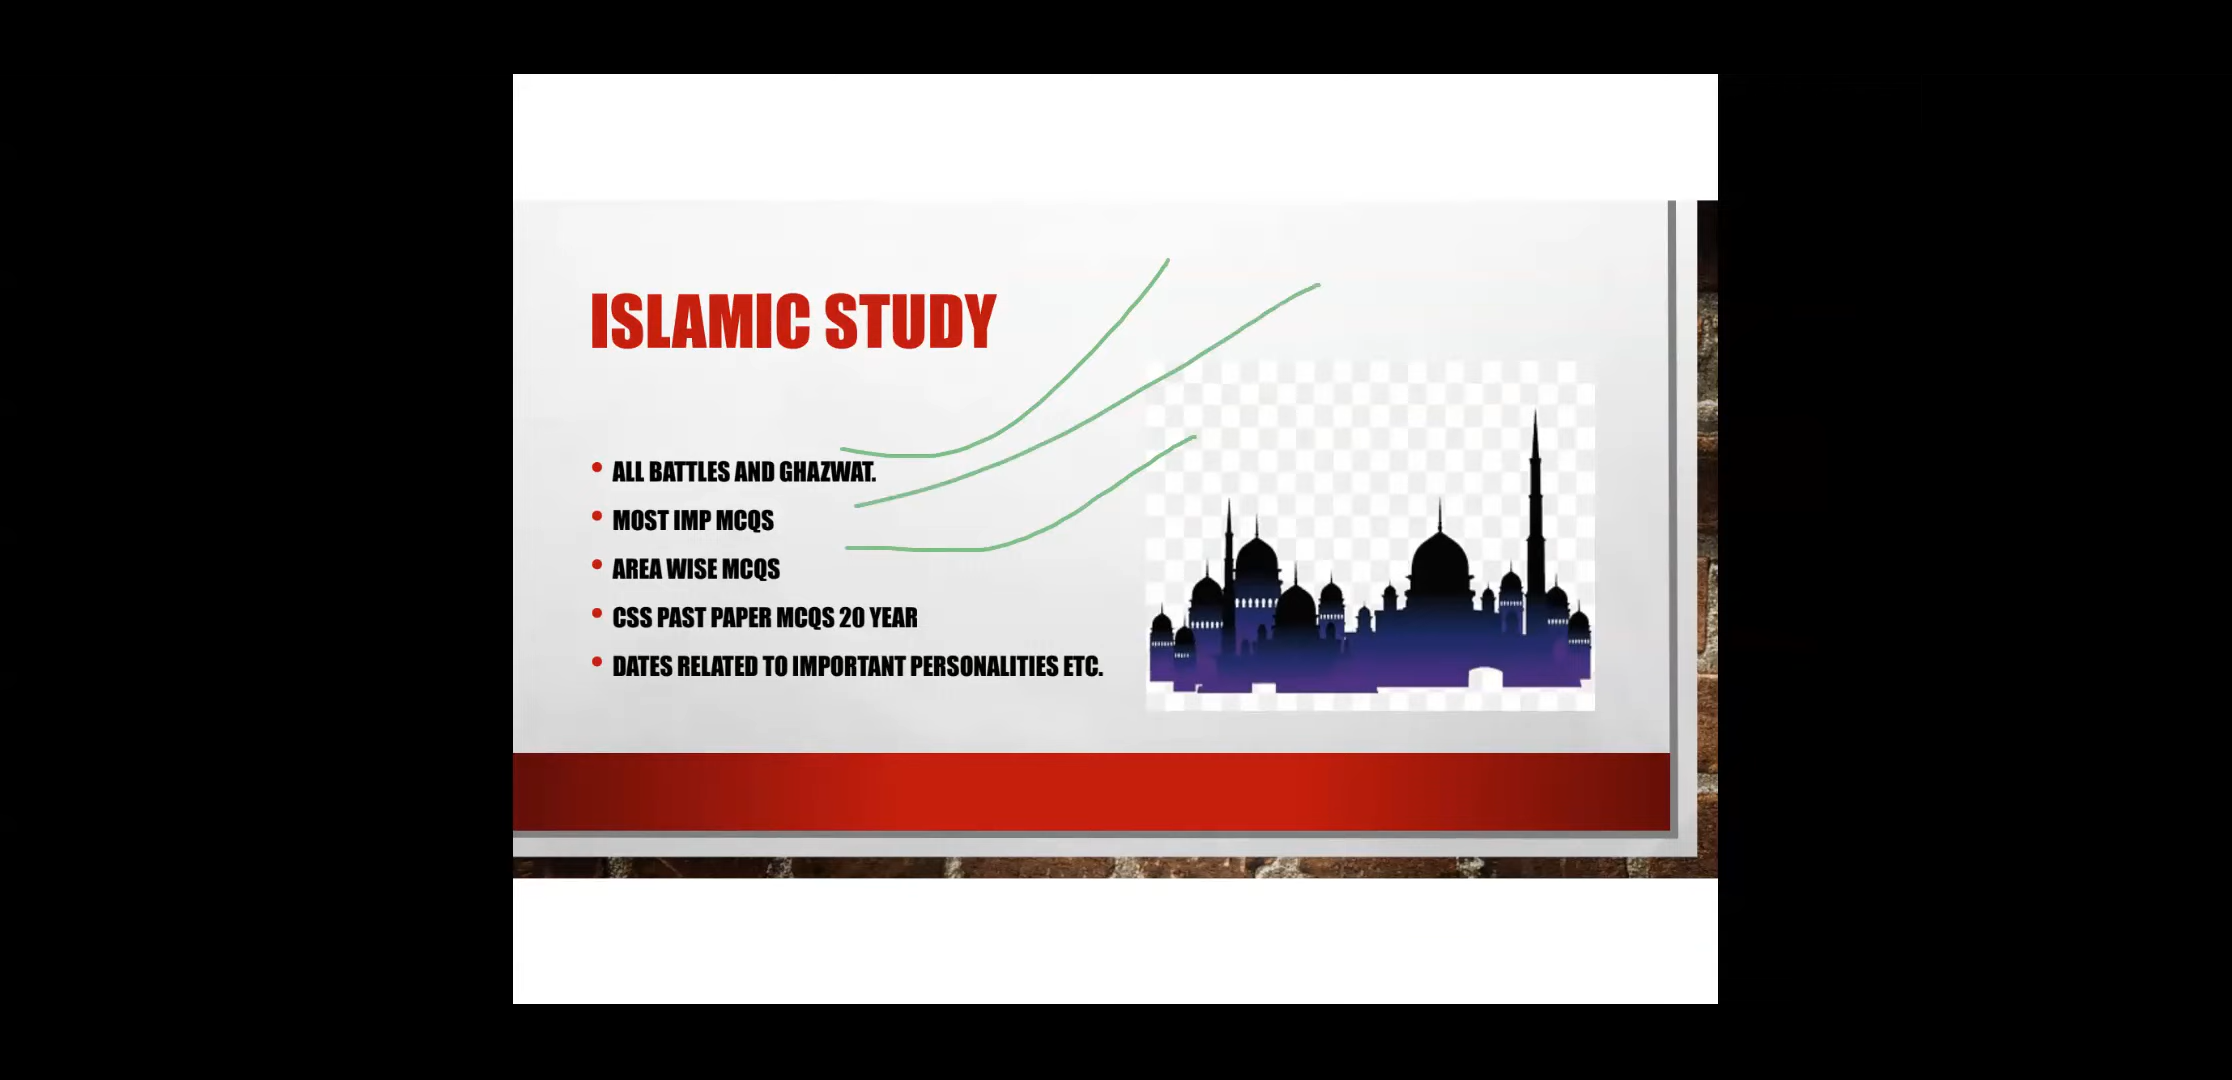 ISLAMIC STUDY
ALL BATTLES AND GHAZWAT.
MOST IMP MCQS
AREA WISE MCQS
CSS PAST PAPER MCQS 20 YEAR
DATES RELATED TO IMPORTANT PERSONALITIES ETC.